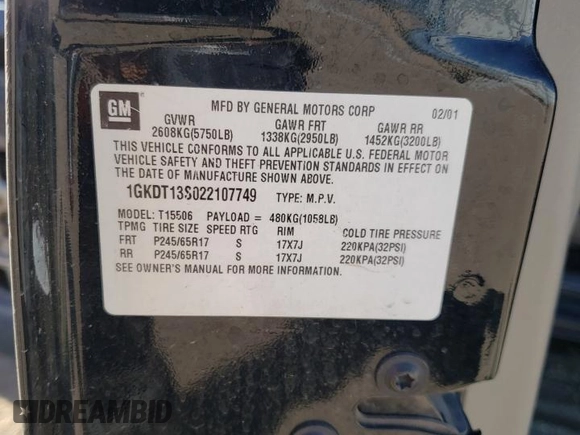 GM
MFD BY GENERAL MOTORS CORP 02/01
GVWR GAWR FRT GAWR RR
2608KG(5750LB) 1338KG(2950LB) 1452KG(3200LB)
THIS VEHICLE CONFORMS TO ALL APPLICABLE U.S. FEDERAL MOTOR
VEHICLE SAFETY AND THEFT PREVENTION STANDARDS IN EFFECT ON
THE DATE OF MANUFACTURE SHOWN ABOVE.
1GKDT13S022107749 TYPE: M.P.V.
MODEL: T15506 PAYLOAD = 480KG(1059LB)
TPMG TIRE SIZE SPEED RTG RIM COLD TIRE PRESSURE
FRT P245/65R17 S 17X7J 220KPA(32PSI)
RR P245/65R17 S 17X7J 220KPA(32PSI)
SEE OWNER'S MANUAL FOR MORE INFORMATION.
DREAMBID